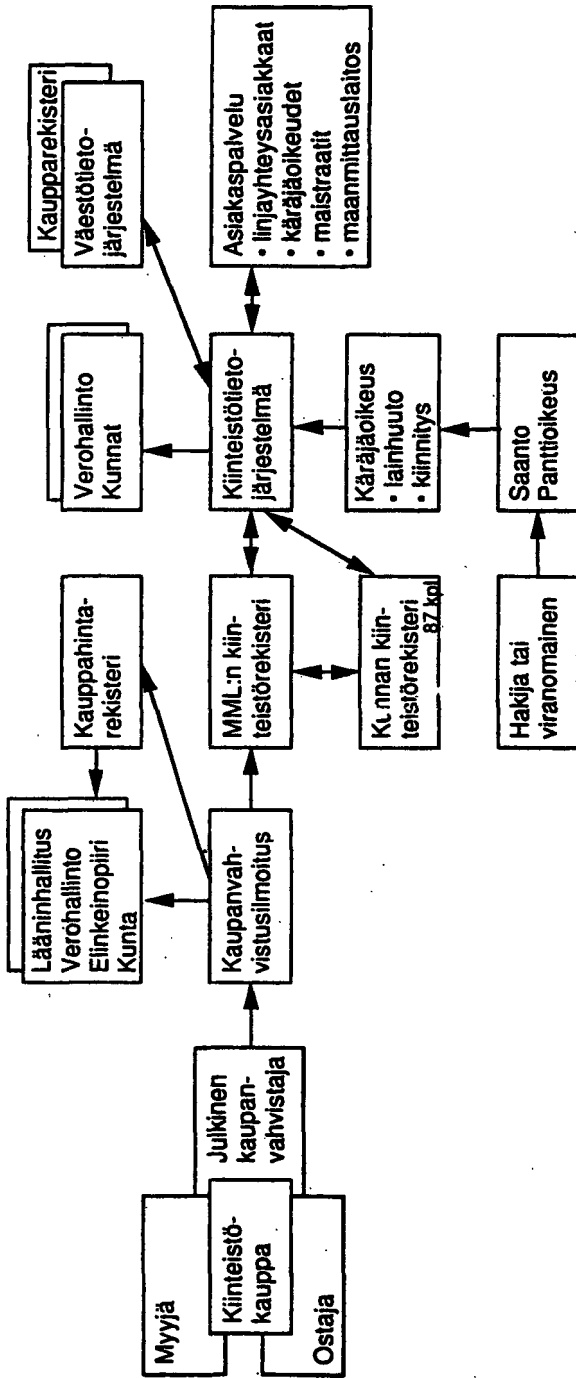 Myyjä
Kiinteistö-
kauppa
Ostaja
Julkinen
kaupan-
vahvistaja
Lääninhallitus
Verohallinto
Elinkeinopiiri
Kunta
Kaupanvah-
vistusilmoitus
Kauppahinta-
rekisteri
MML:n kiin-
teistörekisteri
Kunnan kiin-
teistörekisteri
87 kpl
Hakija tai
viranomainen
Verohallinto
Kunnat
Kiinteistötieto-
järjestelmä
Käräjäoikeus
• lainhuuto
• kiinnitys
Saanto
Panttioikeus
Kaupparekisteri
Väestötieto-
järjestelmä
Asiakaspalvelu
• linjayhteysasiakkaat
• käräjäoikeudet
• maistraatit
• maanmittauslaitos